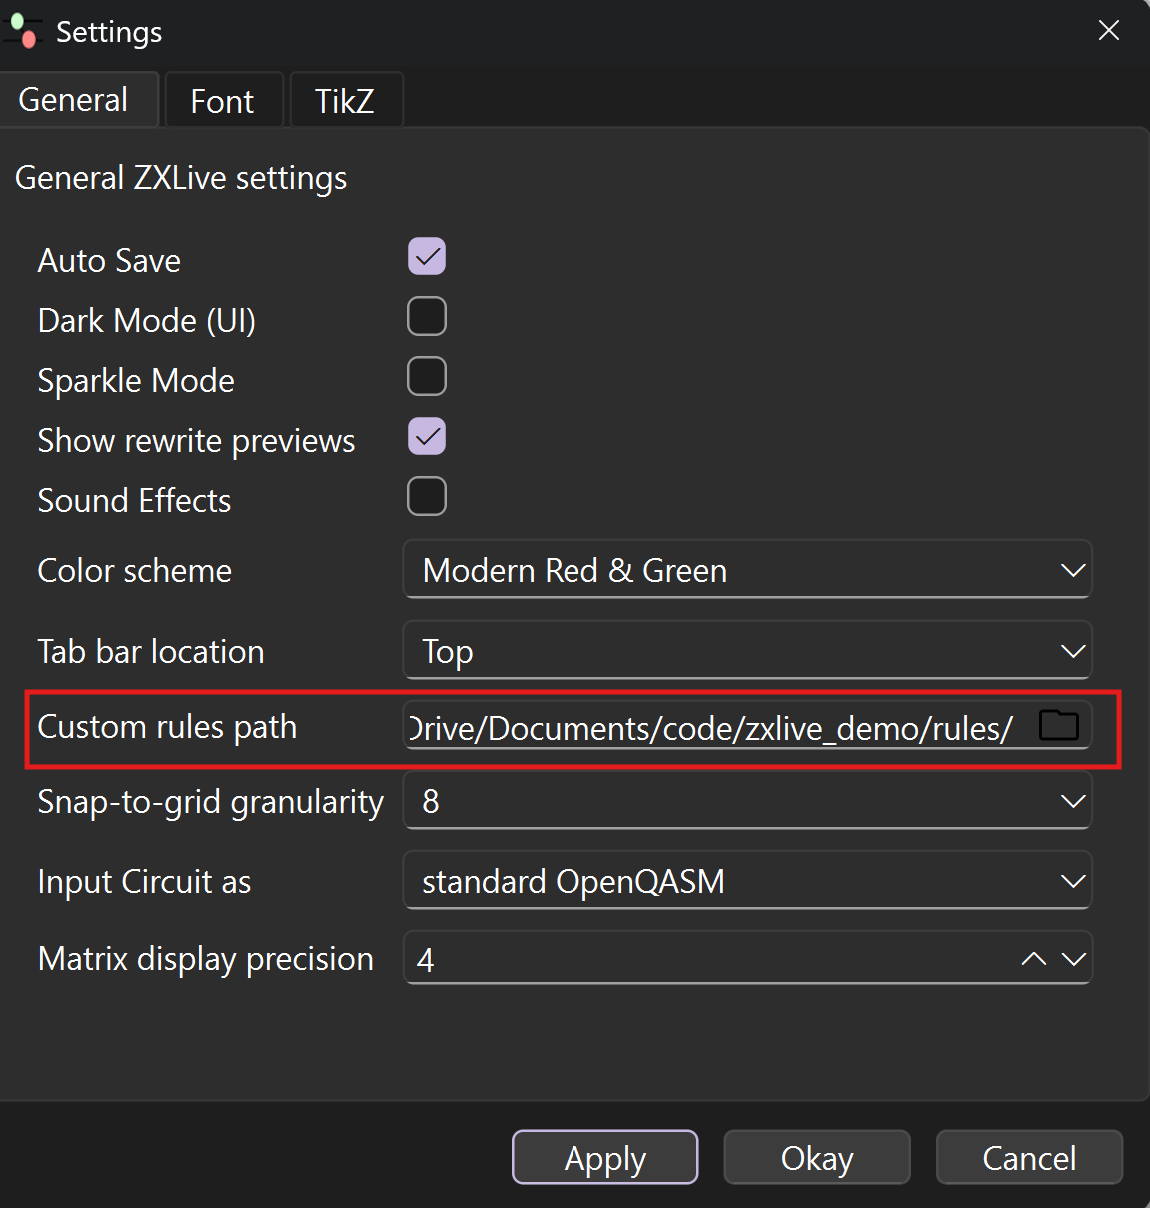 Settings
General Font TikZ
General ZXLive settings
Auto Save
Dark Mode (UI)
Sparkle Mode
Show rewrite previews
Sound Effects
Color scheme Modern Red & Green
Tab bar location Top
Custom rules path Drive/Documents/code/zxlive_demo/rules/
Snap-to-grid granularity 8
Input Circuit as standard OpenQASM
Matrix display precision 4
Apply Okay Cancel